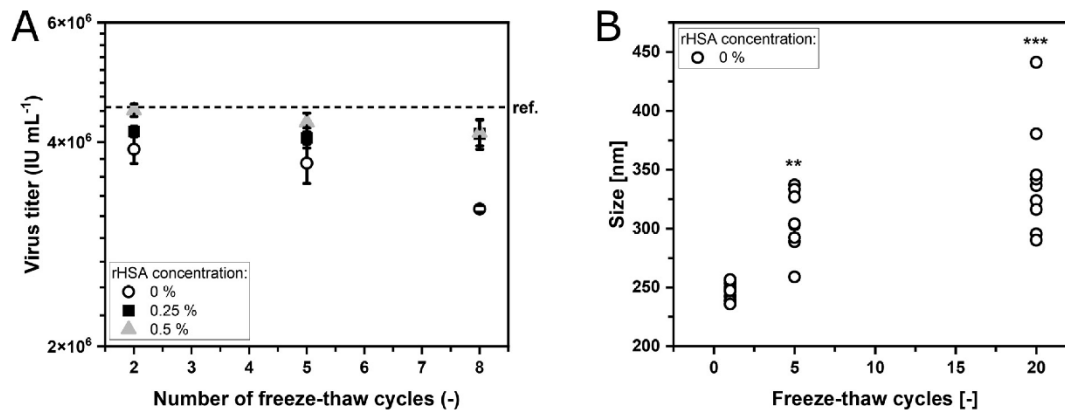 A
Virus titer (IU mL⁻¹)
6×10⁶
4×10⁶
2×10⁶
ref.
rHSA concentration:
0 %
0.25 %
0.5 %
2 3 4 5 6 7 8
Number of freeze-thaw cycles (-)
B
Size [nm]
450
400
350
300
250
200
rHSA concentration:
0 %
**
***
0 5 10 15 20
Freeze-thaw cycles [-]